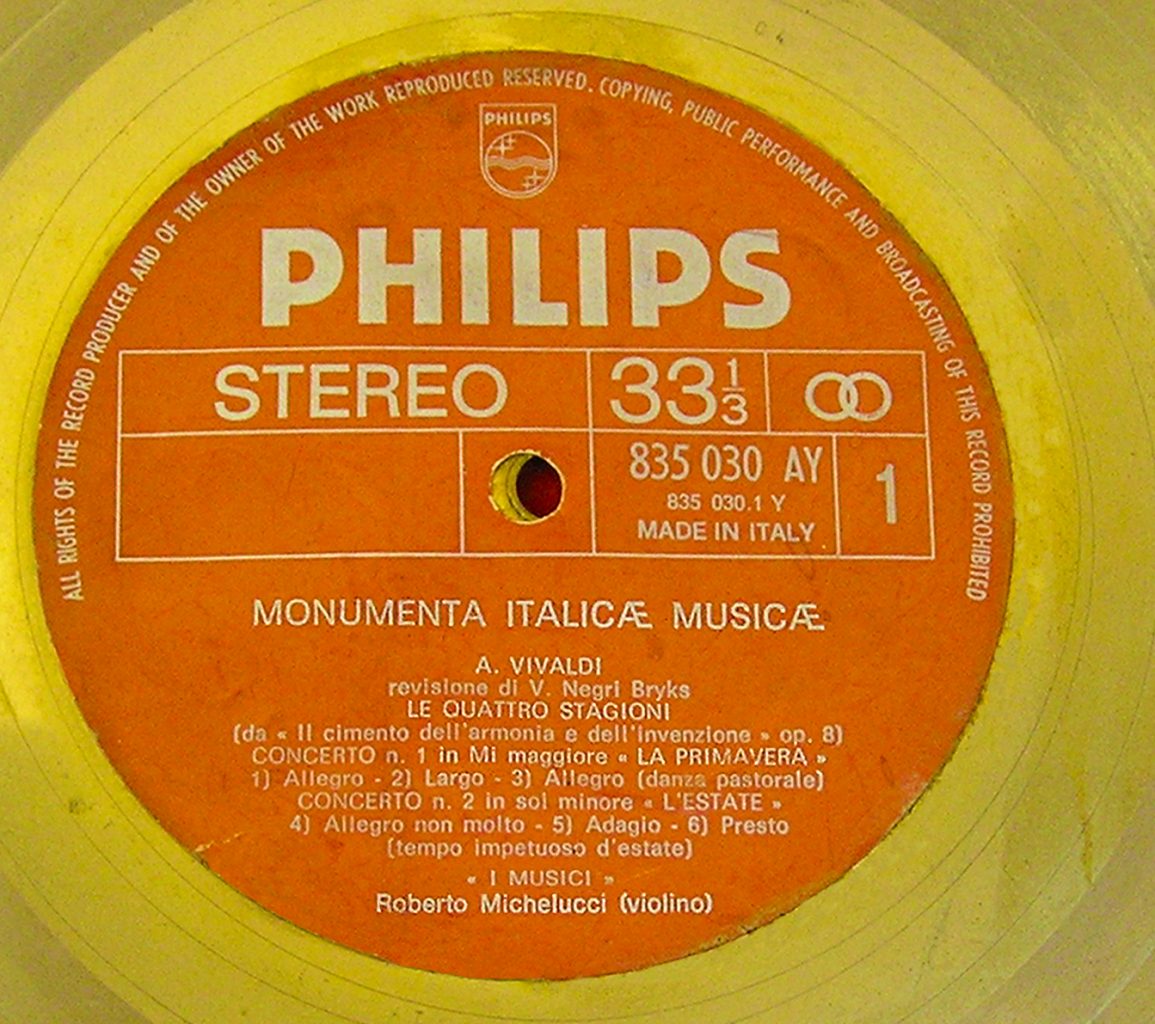 ALL RIGHTS OF THE RECORD PRODUCER AND OF THE OWNER OF THE WORK REPRODUCED RESERVED. COPYING, PUBLIC PERFORMANCE AND BROADCASTING OF THIS RECORD PROHIBITED
PHILIPS
PHILIPS
STEREO 33 1/3
835 030 AY 1
835 030.1 Y
MADE IN ITALY
MONUMENTA ITALICÆ MUSICÆ
A. VIVALDI
revisione di V. Negri Bryks
LE QUATTRO STAGIONI
(da « Il cimento dell'armonia e dell'invenzione » op. 8)
CONCERTO n. 1 in Mi maggiore « LA PRIMAVERA »
1) Allegro - 2) Largo - 3) Allegro (danza pastorale)
CONCERTO n. 2 in sol minore « L'ESTATE »
4) Allegro non molto - 5) Adagio - 6) Presto
(tempo impetuoso d'estate)
« I MUSICI »
Roberto Michelucci (violino)